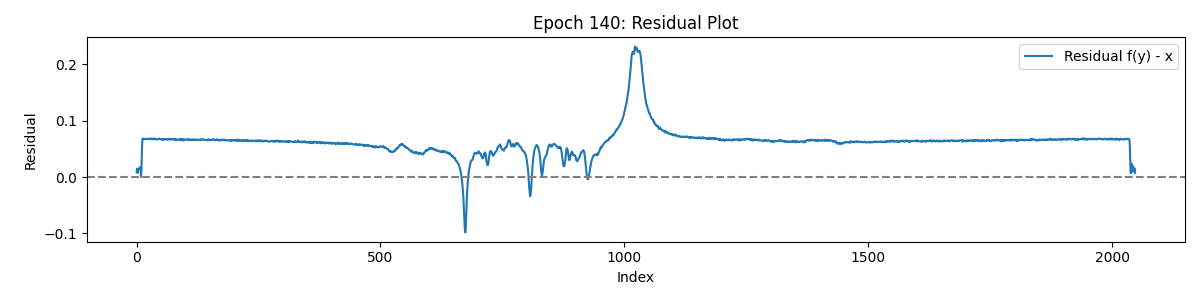 Epoch 140: Residual Plot
Residual f(y) - x
Residual
0.2
0.1
0.0
−0.1
0
500
1000
1500
2000
Index